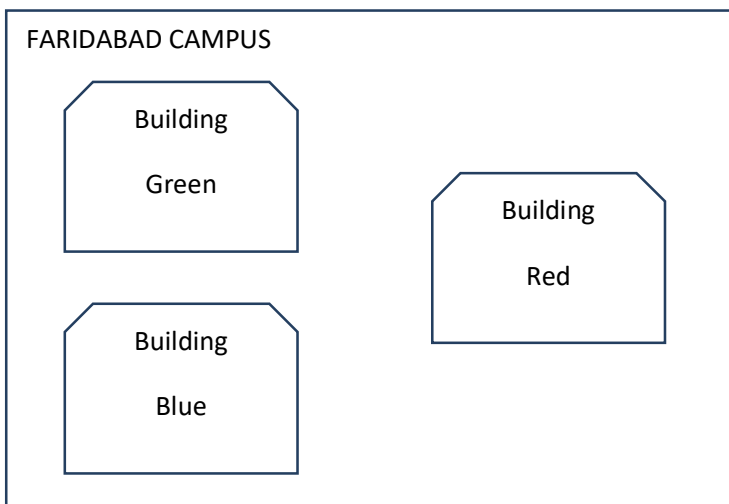 FARIDABAD CAMPUS
Building
Green
Building
Red
Building
Blue